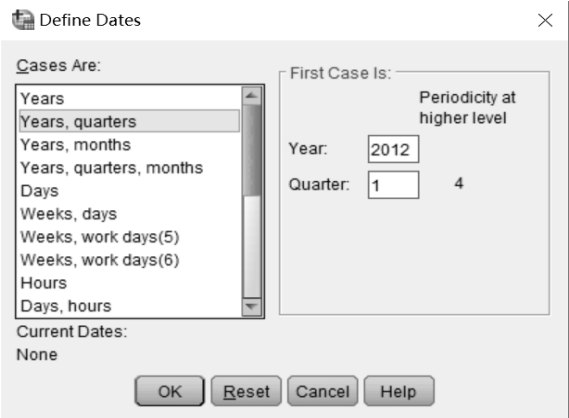 Define Dates
Cases Are:
Years
Years, quarters
Years, months
Years, quarters, months
Days
Weeks, days
Weeks, work days(5)
Weeks, work days(6)
Hours
Days, hours
Current Dates:
None
First Case Is:
Periodicity at
higher level
Year: 2012
Quarter: 1 4
OK Reset Cancel Help